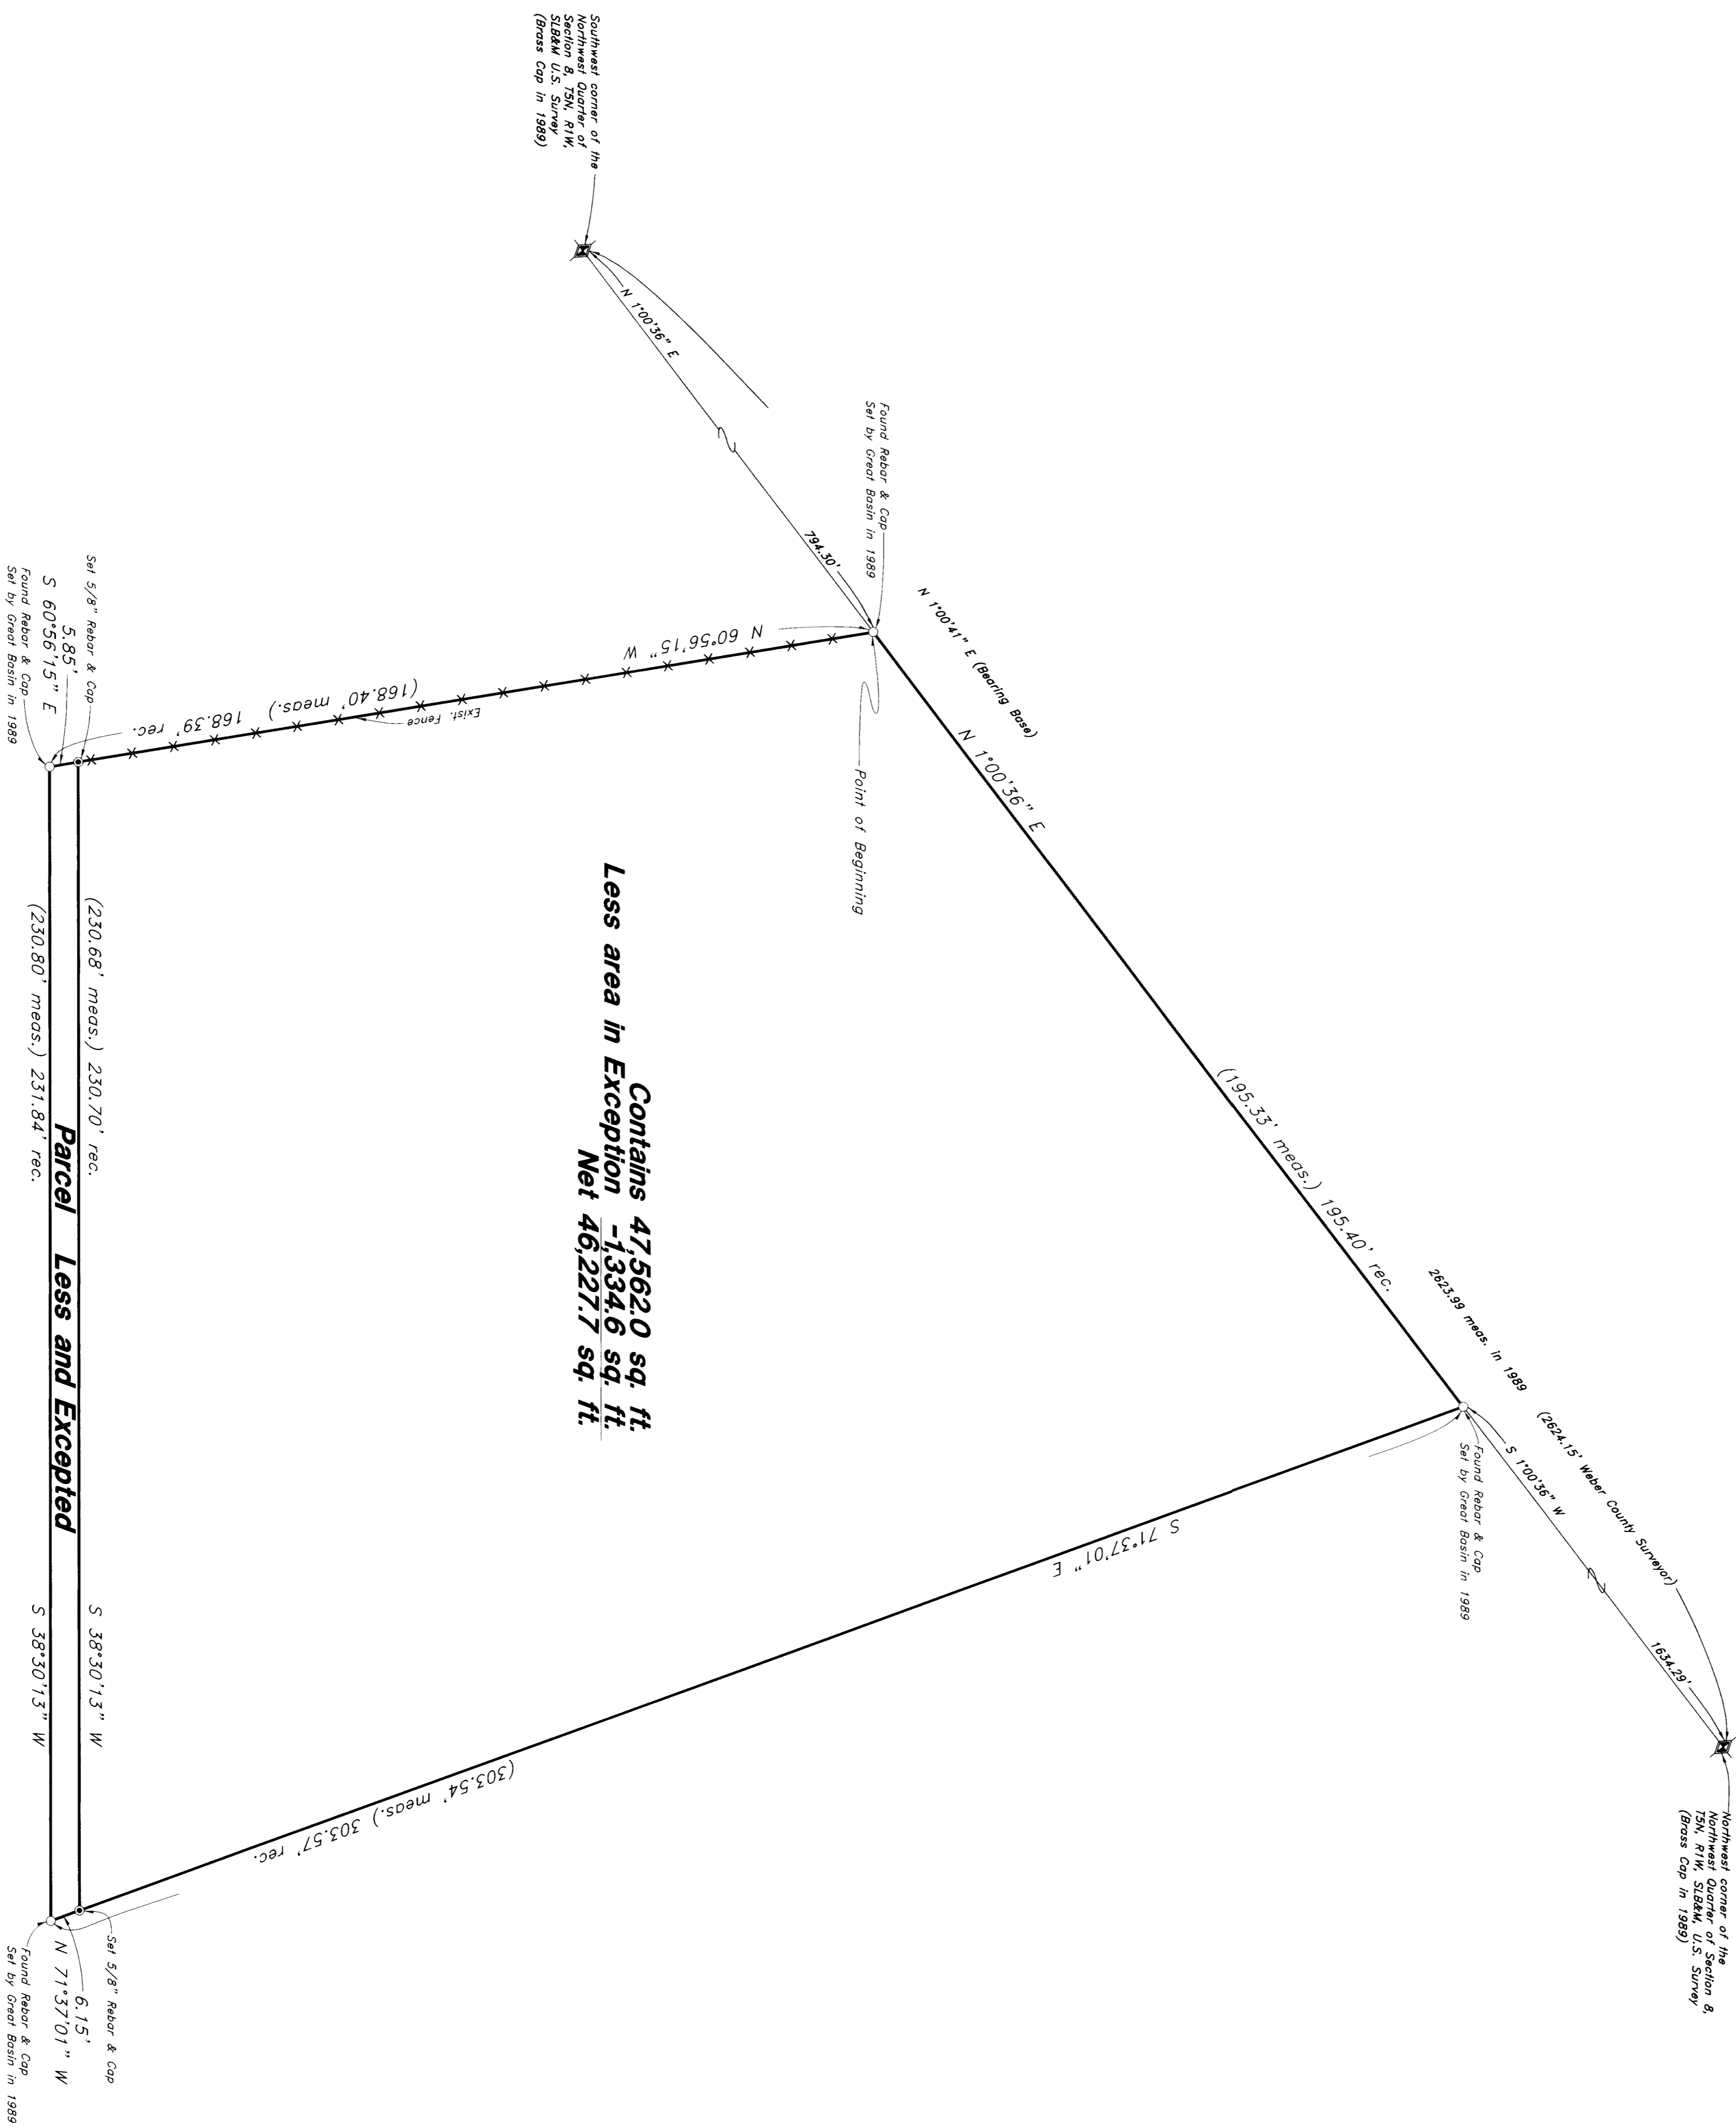 Northwest corner of the
Northwest Quarter of Section 8,
T5N, R1W, SLB&M, U.S. Survey
(Brass Cap in 1989)
1634.29'
S 1°00'36" W
(2624.15' Weber County Surveyor)
2623.99 meas. in 1989
Found Rebar & Cap
Set by Great Basin in 1989
(195.33' meas.) 195.40' rec.
N 1°00'36" E
N 1°00'41" E (Bearing Base)
Found Rebar & Cap
Set by Great Basin in 1989
794.30'
N 1°00'36" E
Southwest corner of the
Northwest Quarter of
Section 8, T5N, R1W,
SLB&M U.S. Survey
(Brass Cap in 1989)
Point of Beginning
N 60°56'15" W
(168.40' meas.) 168.39' rec.
Exist. Fence
S 71°37'01" E
(303.54' meas.) 303.57' rec.
Contains 47,562.0 sq. ft.
Less area in Exception -1,334.6 sq. ft.
Net 46,227.7 sq. ft.
Set 5/8" Rebar & Cap
5.85'
S 60°56'15" E
Found Rebar & Cap
Set by Great Basin in 1989
(230.68' meas.) 230.70' rec.
S 38°30'13" W
Parcel Less and Excepted
(230.80' meas.) 231.84' rec.
S 38°30'13" W
Set 5/8" Rebar & Cap
6.15'
N 71°37'01" W
Found Rebar & Cap
Set by Great Basin in 1989